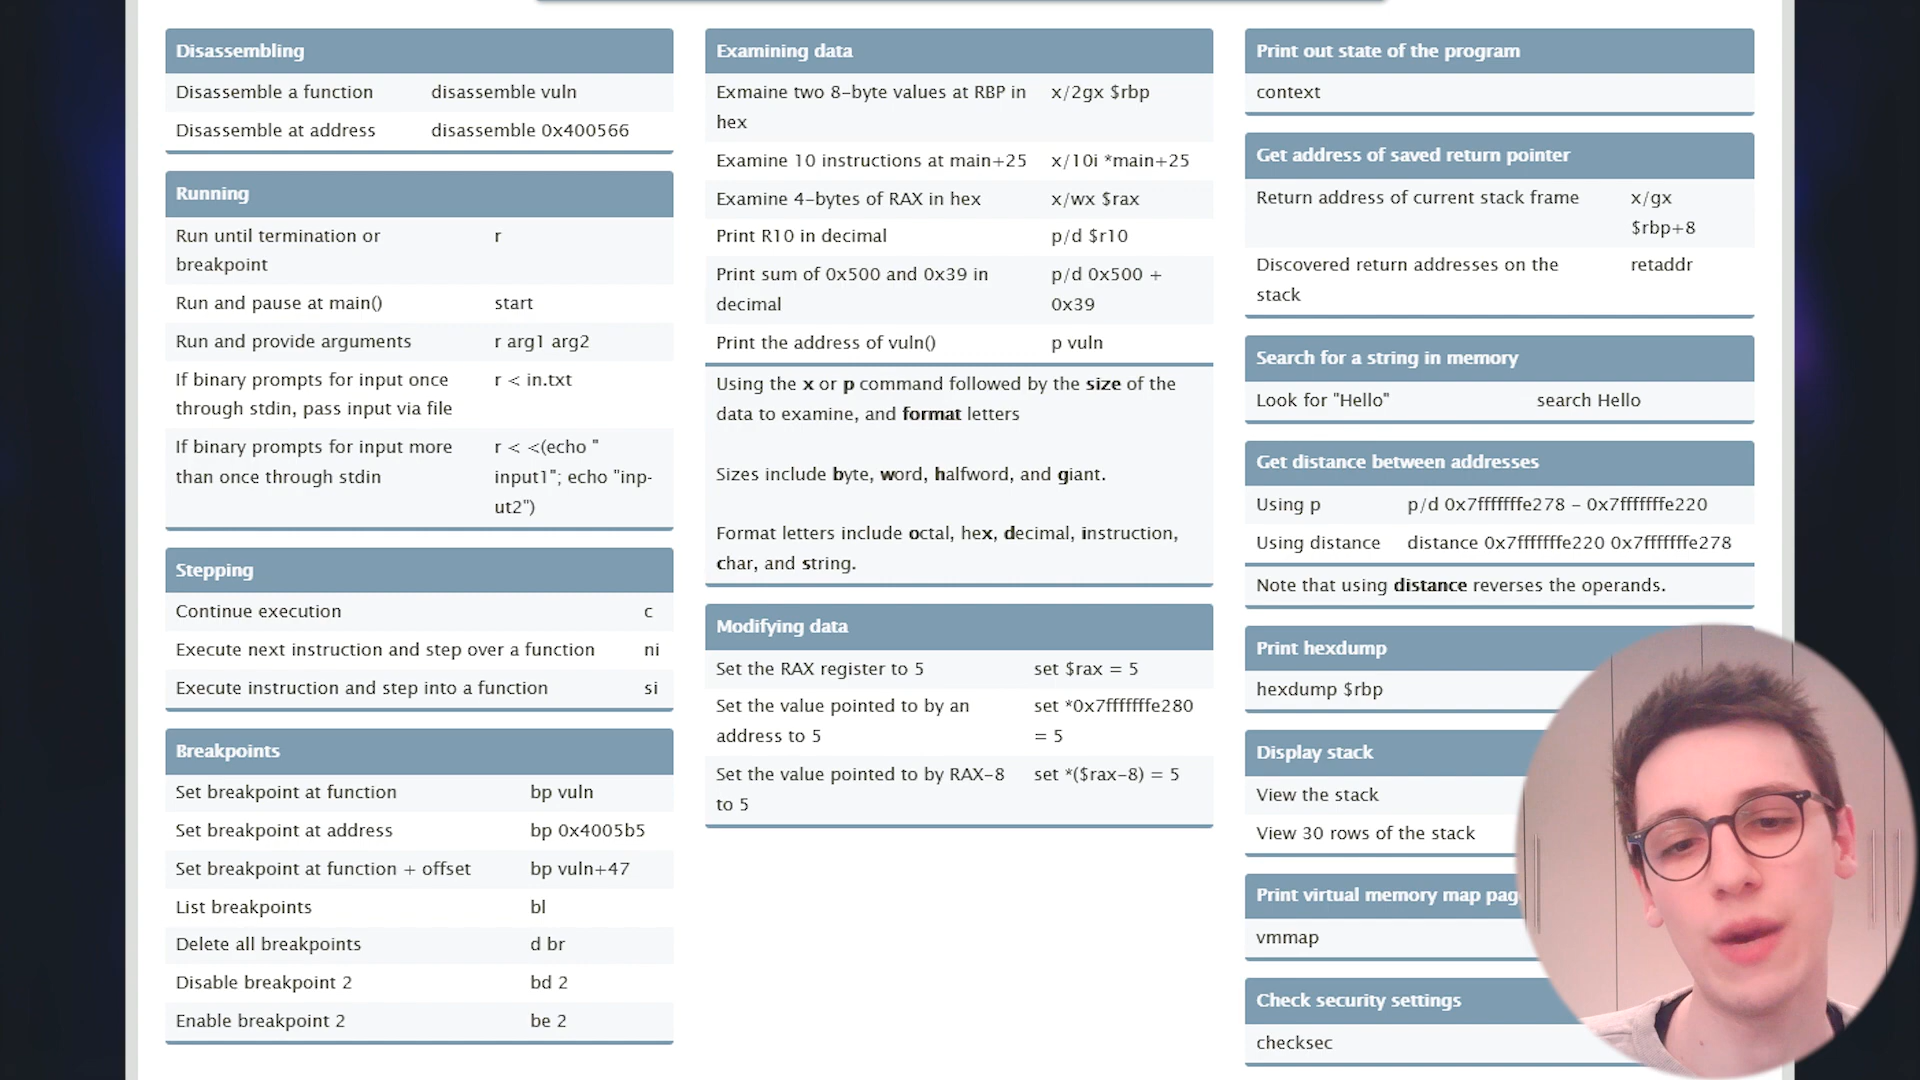 Disassembling
Disassemble a function disassemble vuln
Disassemble at address disassemble 0x400566
Running
Run until termination or r
breakpoint
Run and pause at main() start
Run and provide arguments r arg1 arg2
If binary prompts for input once r < in.txt
through stdin, pass input via file
If binary prompts for input more r < <(echo "
than once through stdin input1"; echo "inp-
ut2")
Stepping
Continue execution c
Execute next instruction and step over a function ni
Execute instruction and step into a function si
Breakpoints
Set breakpoint at function bp vuln
Set breakpoint at address bp 0x4005b5
Set breakpoint at function + offset bp vuln+47
List breakpoints bl
Delete all breakpoints d br
Disable breakpoint 2 bd 2
Enable breakpoint 2 be 2
Examining data
Exmaine two 8-byte values at RBP in x/2gx $rbp
hex
Examine 10 instructions at main+25 x/10i *main+25
Examine 4-bytes of RAX in hex x/wx $rax
Print R10 in decimal p/d $r10
Print sum of 0x500 and 0x39 in p/d 0x500 +
decimal 0x39
Print the address of vuln() p vuln
Using the x or p command followed by the size of the
data to examine, and format letters
Sizes include byte, word, halfword, and giant.
Format letters include octal, hex, decimal, instruction,
char, and string.
Modifying data
Set the RAX register to 5 set $rax = 5
Set the value pointed to by an set *0x7fffffffe280
address to 5 = 5
Set the value pointed to by RAX-8 set *($rax-8) = 5
to 5
Print out state of the program
context
Get address of saved return pointer
Return address of current stack frame x/gx
$rbp+8
Discovered return addresses on the retaddr
stack
Search for a string in memory
Look for "Hello" search Hello
Get distance between addresses
Using p p/d 0x7fffffffe278 - 0x7fffffffe220
Using distance distance 0x7fffffffe220 0x7fffffffe278
Note that using distance reverses the operands.
Print hexdump
hexdump $rbp
Display stack
View the stack
View 30 rows of the stack
Print virtual memory map pag
vmmap
Check security settings
checksec